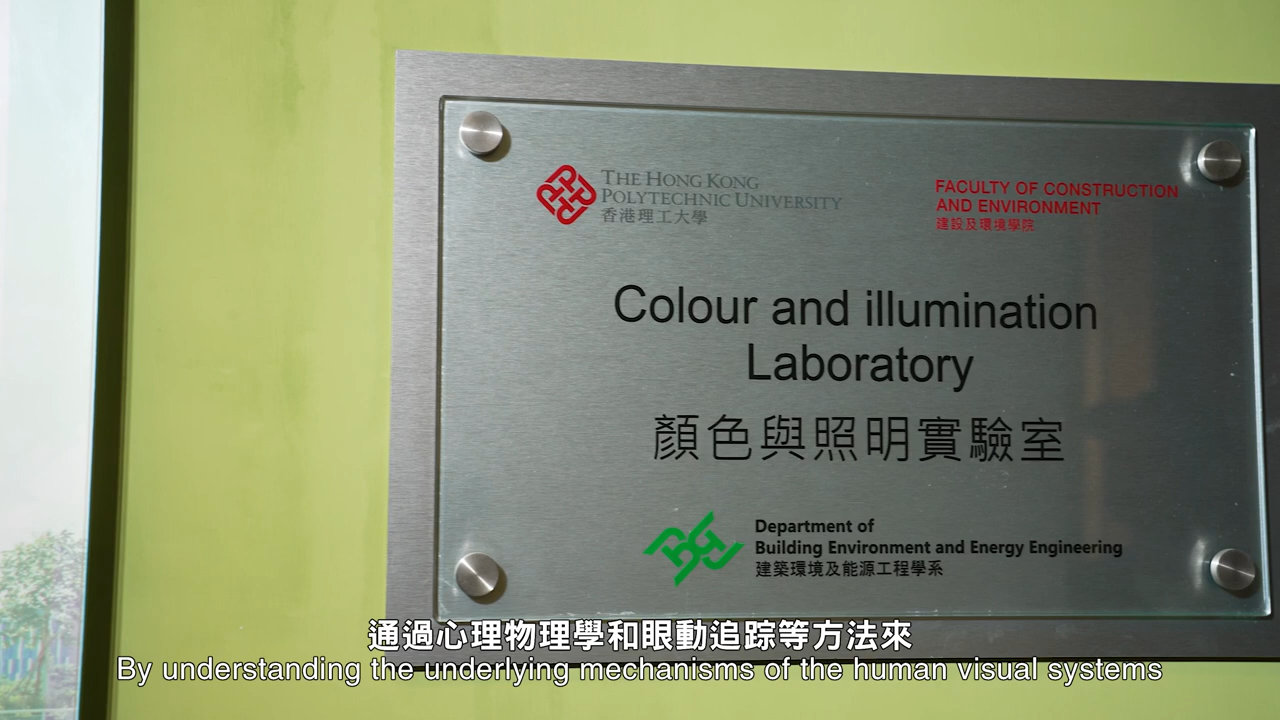 THE HONG KONG
POLYTECHNIC UNIVERSITY
香港理工大學
FACULTY OF CONSTRUCTION
AND ENVIRONMENT
建設及環境學院
Colour and illumination
Laboratory
顏色與照明實驗室
Department of
Building Environment and Energy Engineering
建築環境及能源工程學系
通過心理物理學和眼動追踪等方法來
By understanding the underlying mechanisms of the human visual systems